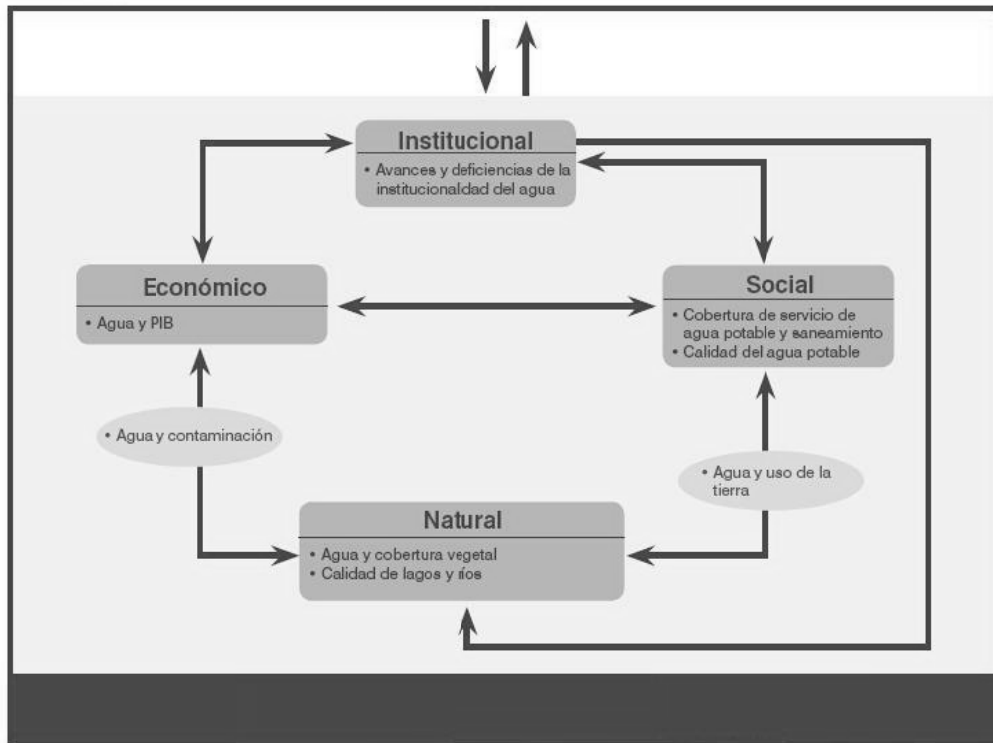 Institucional
• Avances y deficiencias de la
institucionaldad del agua
Económico
• Agua y PIB
Social
• Cobertura de servicio de
agua potable y saneamiento
• Calidad del agua potable
• Agua y contaminación
• Agua y uso de la
tierra
Natural
• Agua y cobertura vegetal
• Calidad de lagos y ríos